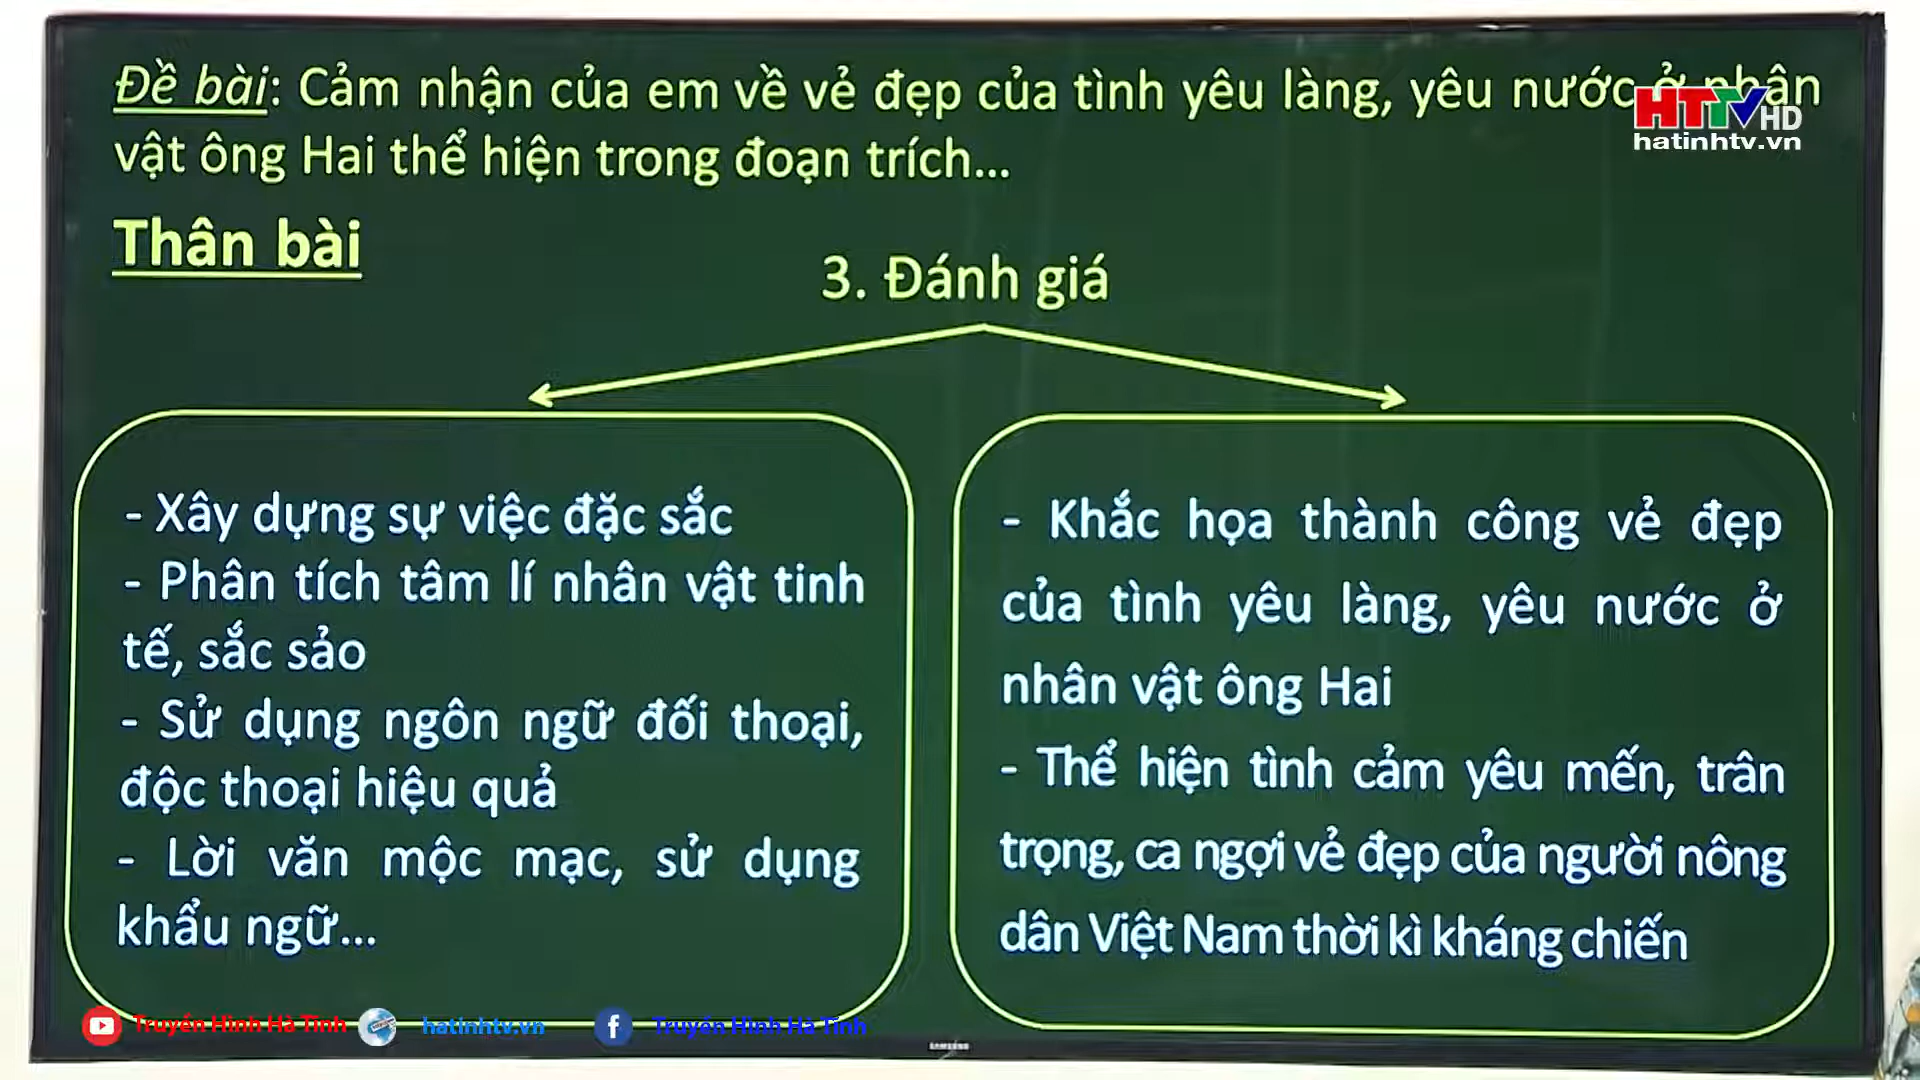 Đề bài: Cảm nhận của em về vẻ đẹp của tình yêu làng, yêu nước ở nhân
vật ông Hai thể hiện trong đoạn trích...
HTTV HD
hatinhtv.vn
Thân bài
3. Đánh giá
- Xây dựng sự việc đặc sắc
- Phân tích tâm lí nhân vật tinh
tế, sắc sảo
- Sử dụng ngôn ngữ đối thoại,
độc thoại hiệu quả
- Lời văn mộc mạc, sử dụng
khẩu ngữ...
- Khắc họa thành công vẻ đẹp
của tình yêu làng, yêu nước ở
nhân vật ông Hai
- Thể hiện tình cảm yêu mến, trân
trọng, ca ngợi vẻ đẹp của người nông
dân Việt Nam thời kì kháng chiến
Truyền Hình Hà Tĩnh
hatinhtv.vn
Truyền Hình Hà Tĩnh
SAMSUNG